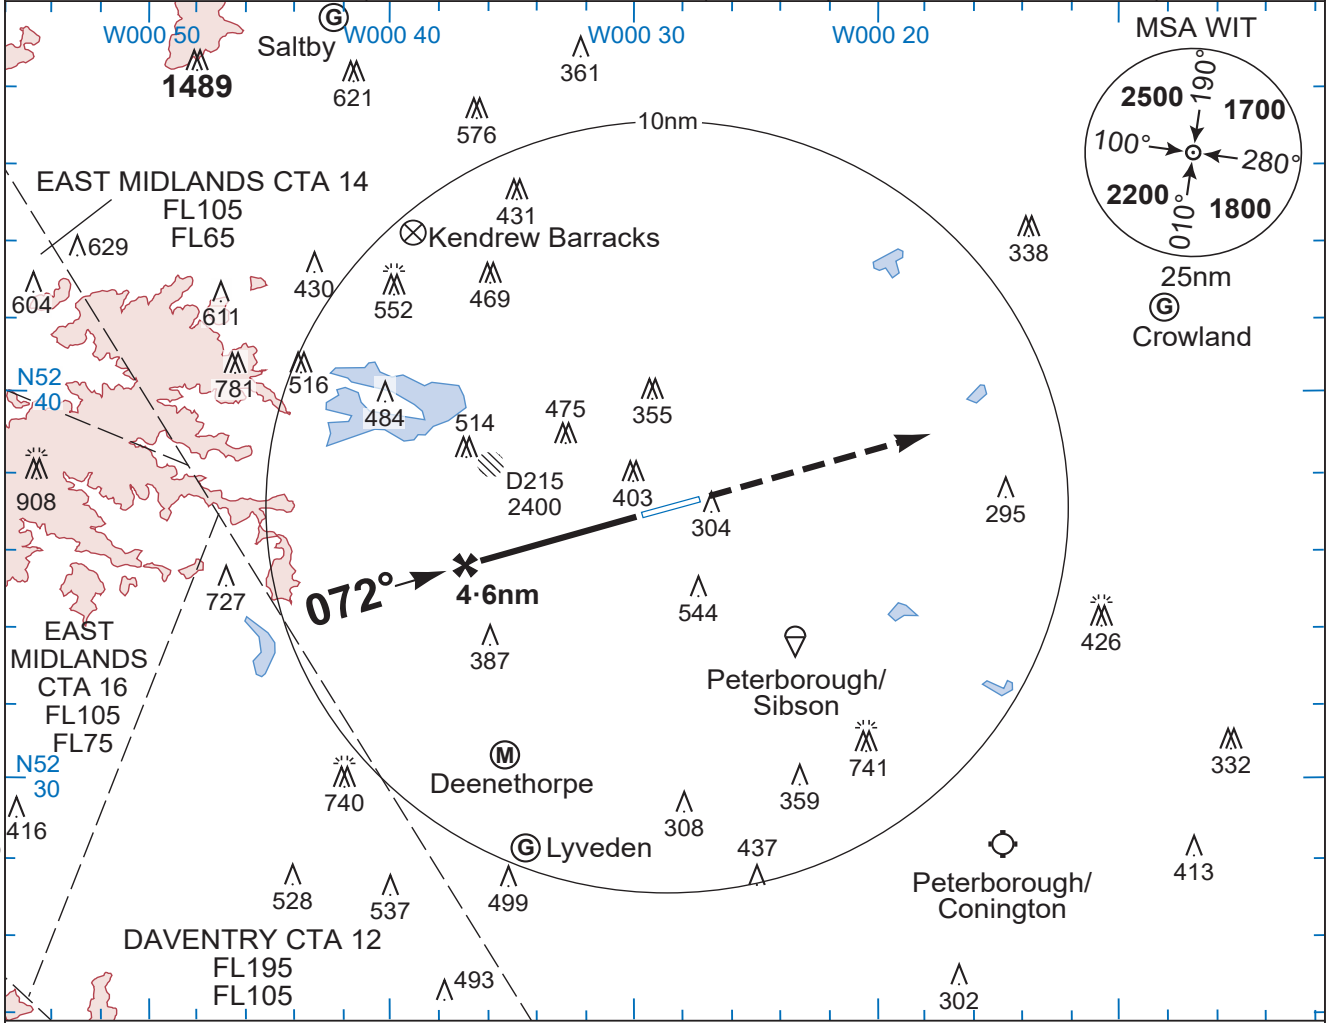 W000 50
W000 40
W000 30
W000 20
MSA WIT
G
Saltby
1489
621
361
576
10nm
2500
190°
1700
100°
280°
2200
010°
1800
25nm
EAST MIDLANDS CTA 14
FL105
FL65
629
431
Kendrew Barracks
338
604
611
430
552
469
G
Crowland
N52
40
781
516
484
514
475
355
908
D215
2400
403
304
295
072°
4·6nm
727
544
426
387
EAST
MIDLANDS
CTA 16
FL105
FL75
Peterborough/
Sibson
N52
30
M
Deenethorpe
741
332
740
359
416
308
G
Lyveden
437
413
Peterborough/
Conington
528
537
499
DAVENTRY CTA 12
FL195
FL105
493
302